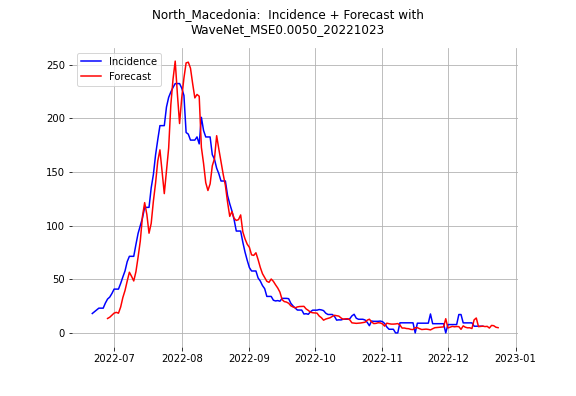 North_Macedonia:  Incidence + Forecast with
WaveNet_MSE0.0050_20221023
Incidence
Forecast
250
200
150
100
50
0
2022-07 2022-08 2022-09 2022-10 2022-11 2022-12 2023-01